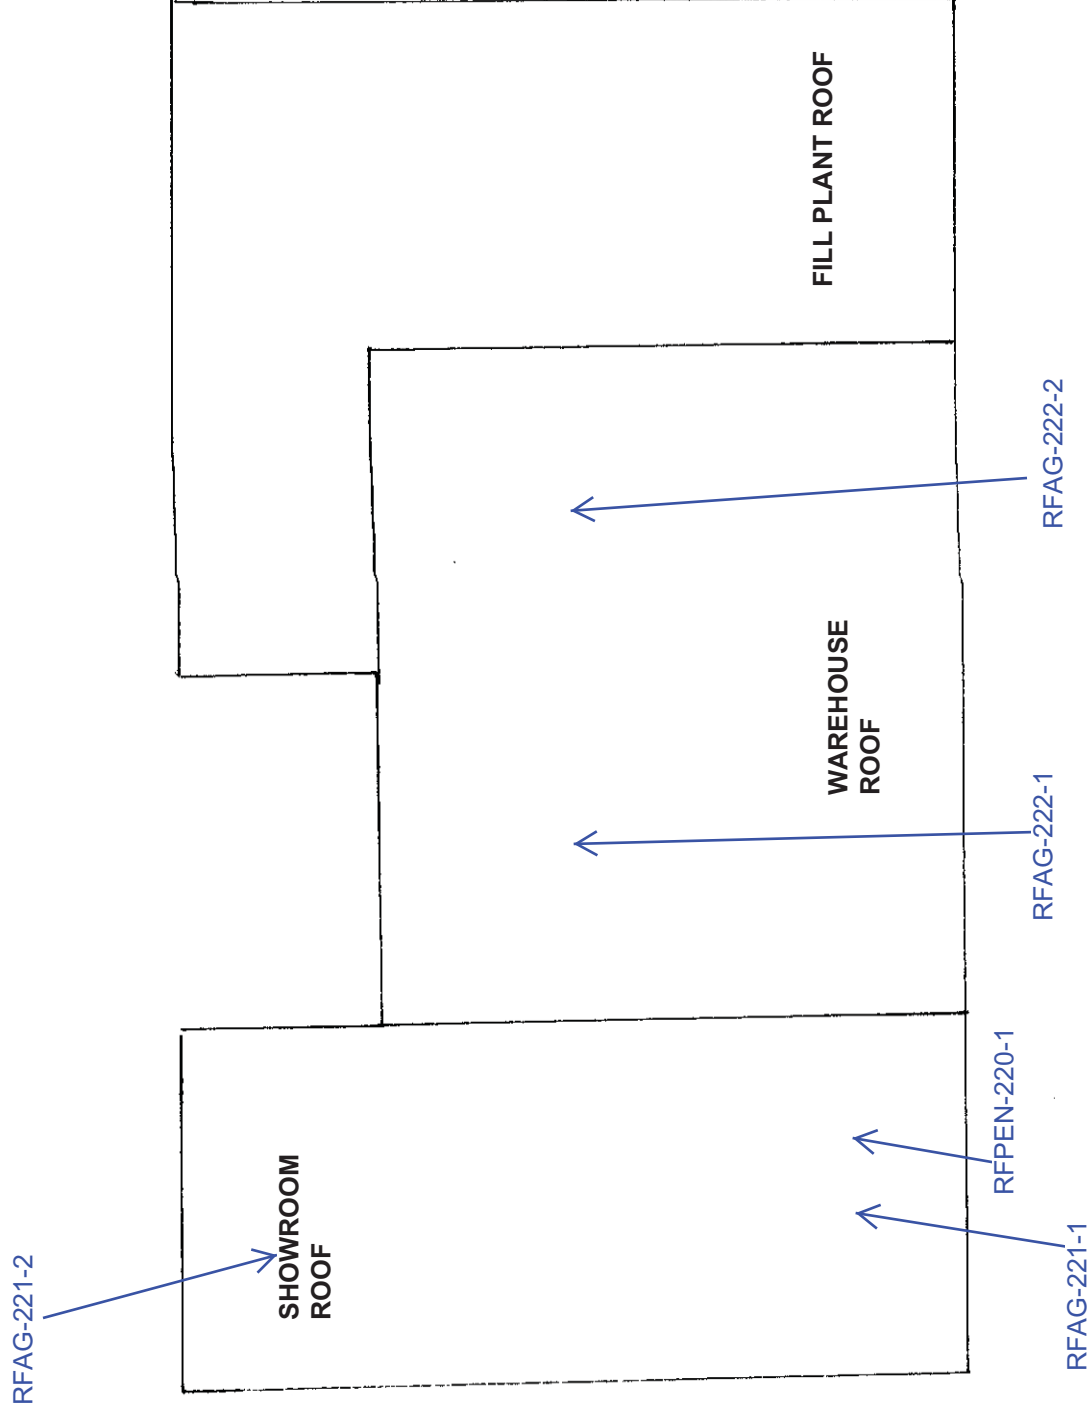 RFAG-221-2
SHOWROOM
ROOF
RFAG-221-1
RFPEN-220-1
WAREHOUSE
ROOF
RFAG-222-1
RFAG-222-2
FILL PLANT ROOF